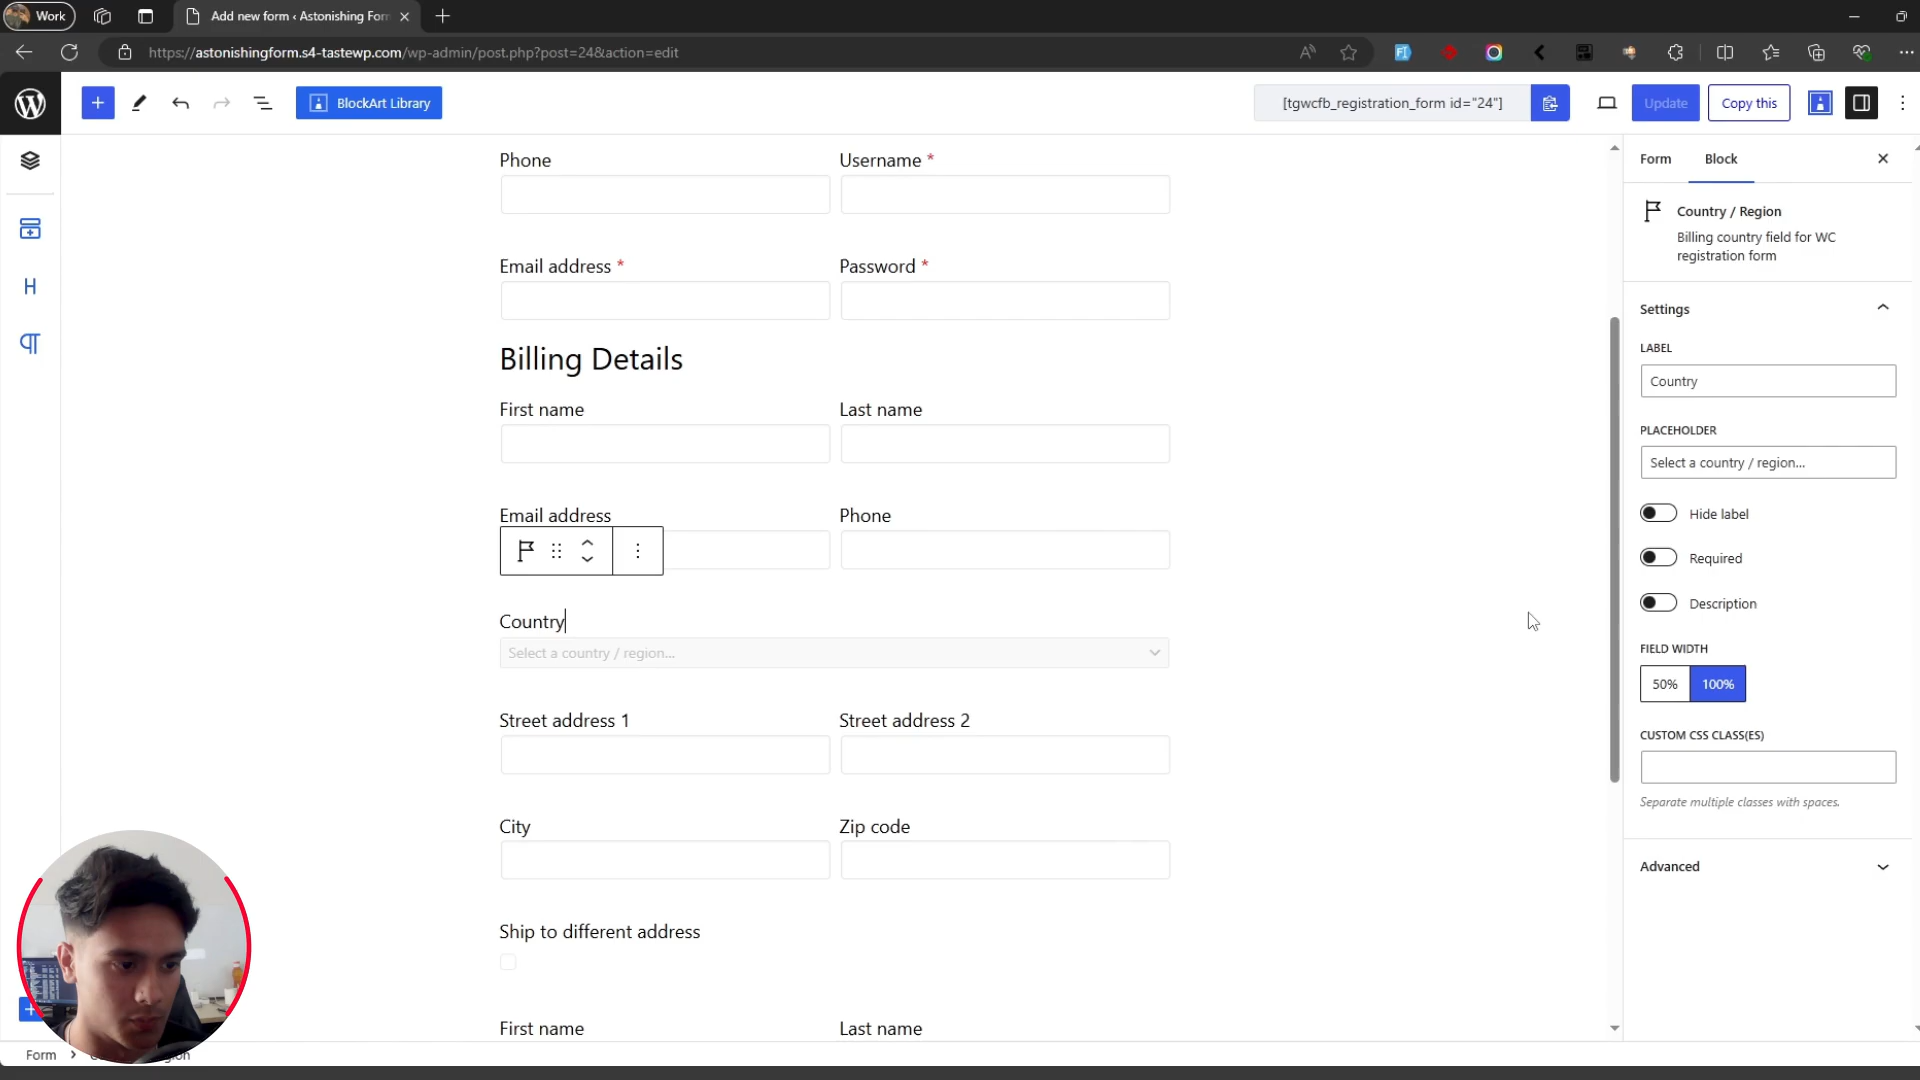 Work
Add new form ‹ Astonishing For
https://astonishingform.s4-tastewp.com/wp-admin/post.php?post=24&action=edit
BlockArt Library
[tgwcfb_registration_form id="24"]
Update
Copy this
Phone
Username *
Email address *
Password *
Billing Details
First name
Last name
Email address
Phone
Country
Select a country / region...
Street address 1
Street address 2
City
Zip code
Ship to different address
First name
Last name
Form
Form
Block
Country / Region
Billing country field for WC
registration form
Settings
LABEL
Country
PLACEHOLDER
Select a country / region...
Hide label
Required
Description
FIELD WIDTH
50%
100%
CUSTOM CSS CLASS(ES)
Separate multiple classes with spaces.
Advanced